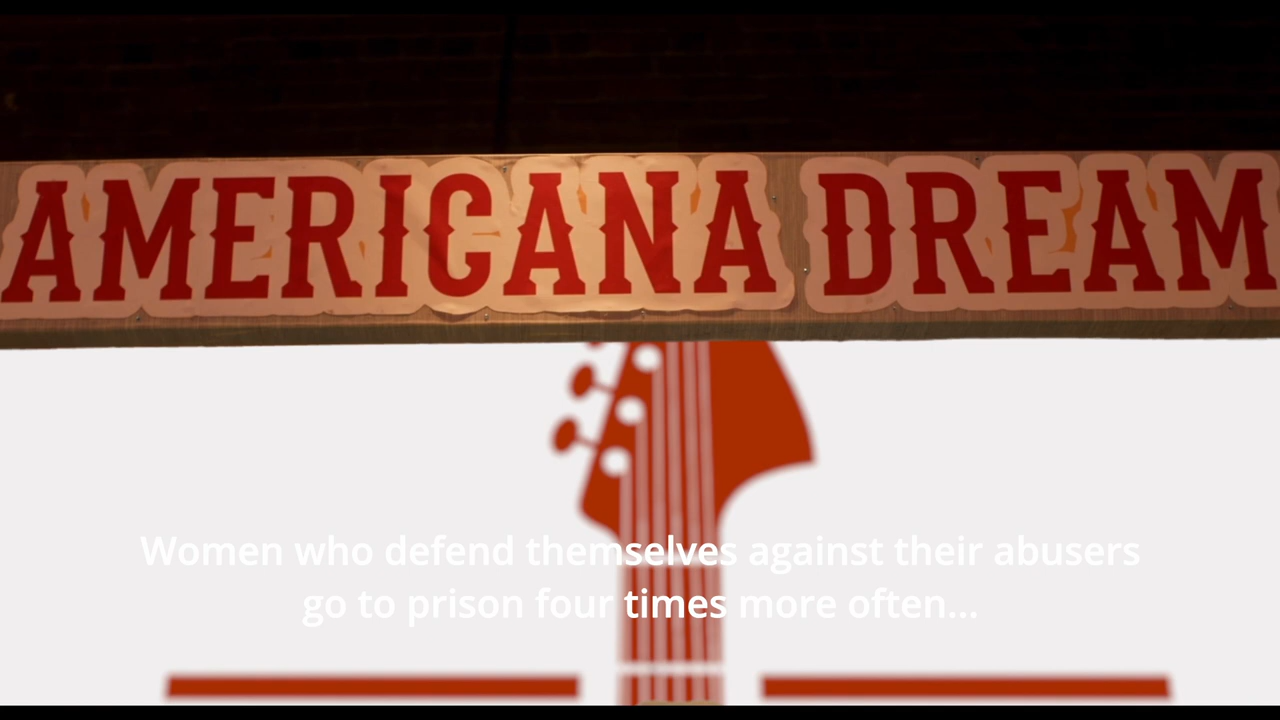 AMERICANA DREAM
Women who defend themselves against their abusers
go to prison four times more often...